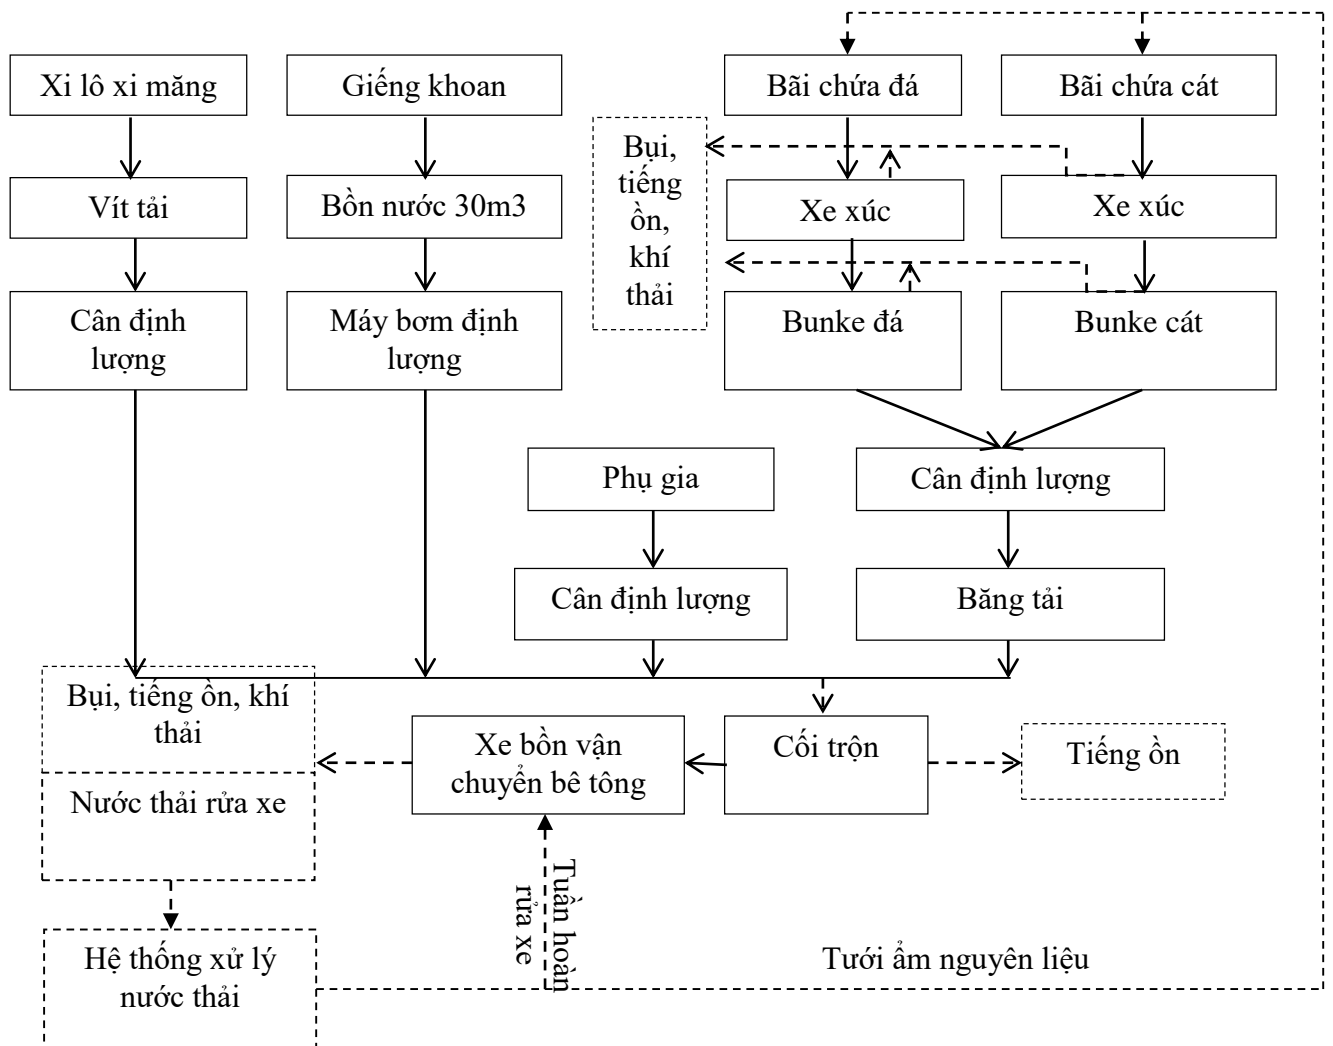 Xi lô xi măng
Giếng khoan
Bãi chứa đá
Bãi chứa cát
Bụi,
tiếng
ồn,
khí
thải
Vít tải
Bồn nước 30m3
Xe xúc
Xe xúc
Cân định
lượng
Máy bơm định
lượng
Bunke đá
Bunke cát
Phụ gia
Cân định lượng
Cân định lượng
Băng tải
Bụi, tiếng ồn, khí
thải
Nước thải rửa xe
Xe bồn vận
chuyển bê tông
Cối trộn
Tiếng ồn
Tuần hoàn
rửa xe
Hệ thống xử lý
nước thải
Tưới ẩm nguyên liệu